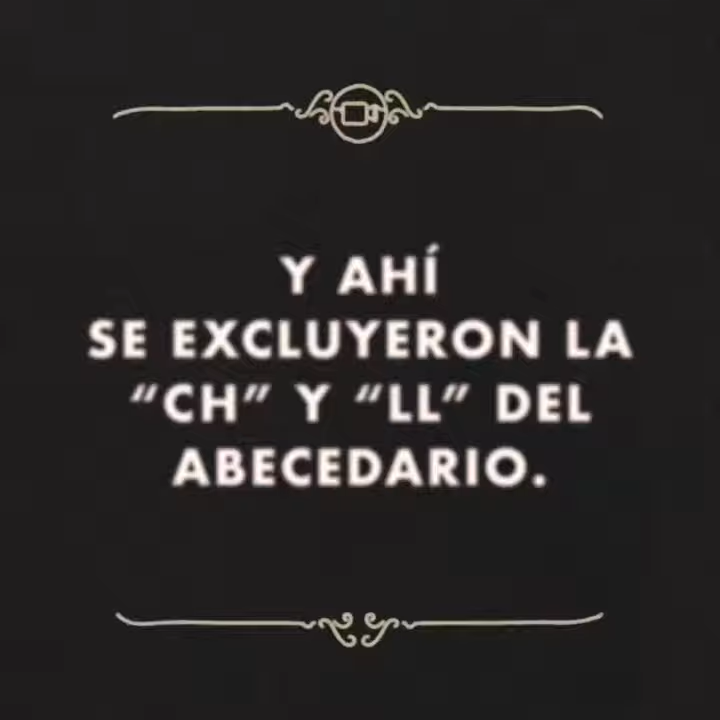 Y AHÍ
SE EXCLUYERON LA
“CH” Y “LL” DEL
ABECEDARIO.